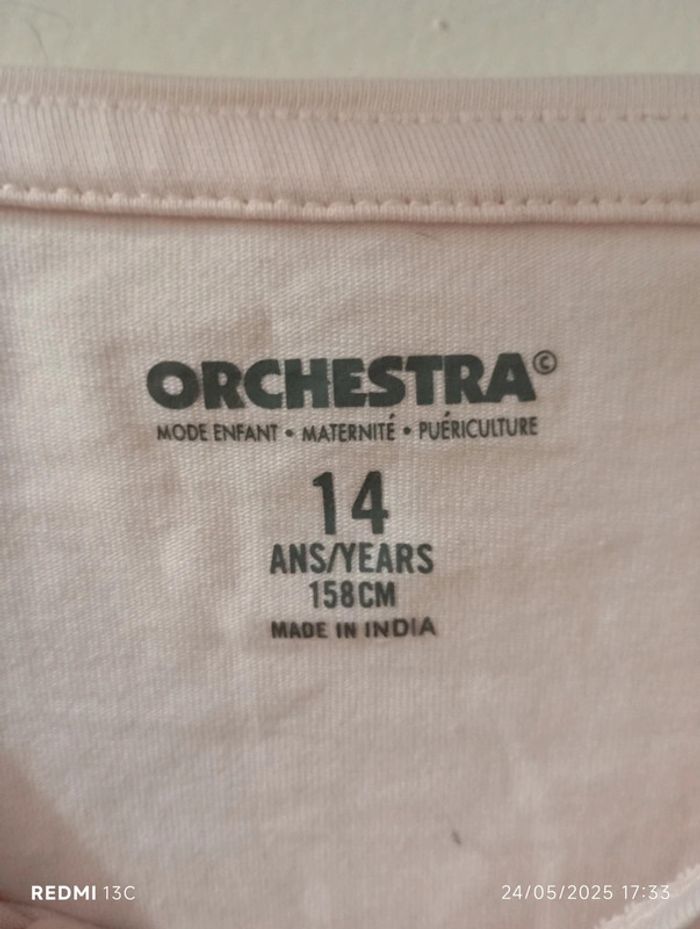 ORCHESTRA©
MODE ENFANT • MATERNITÉ • PUÉRICULTURE
14
ANS/YEARS
158CM
MADE IN INDIA
REDMI 13C
24/05/2025 17:33